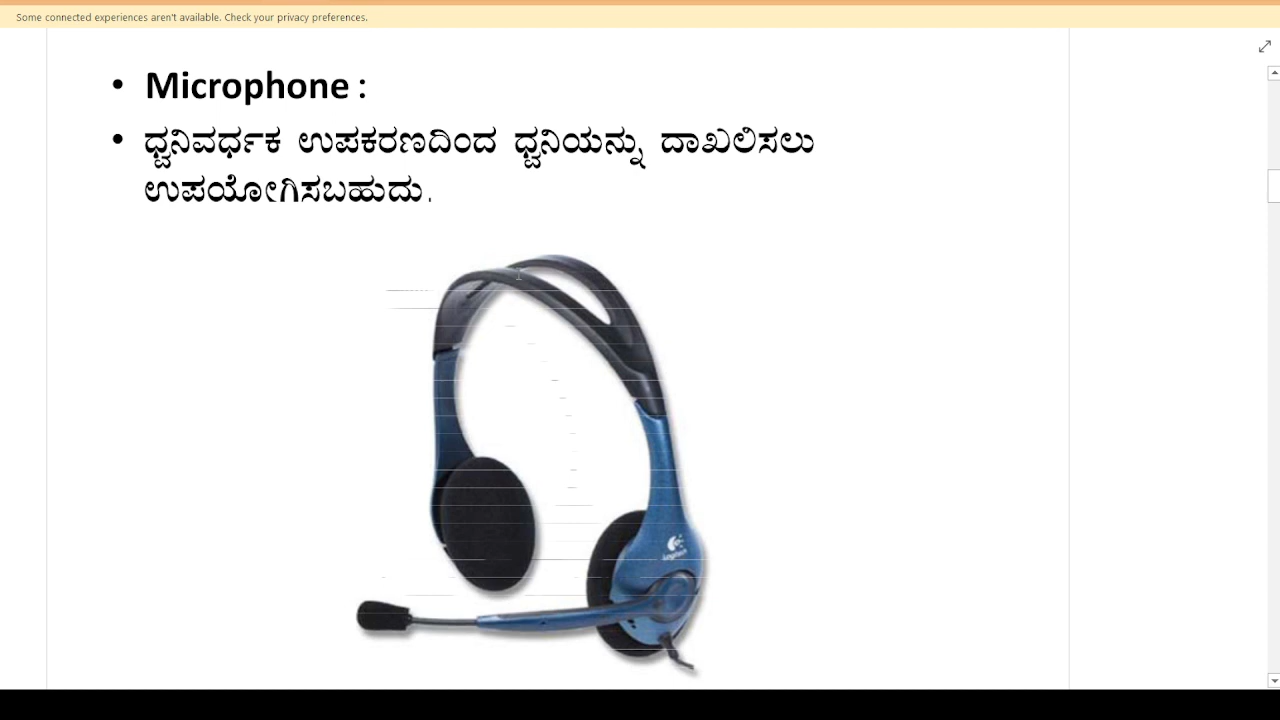 Some connected experiences aren't available. Check your privacy preferences.
• Microphone :
• ಧ್ವನಿವರ್ಧಕ ಉಪಕರಣದಿಂದ ಧ್ವನಿಯನ್ನು ದಾಖಲಿಸಲು
ಉಪಯೋಗಿಸಬಹುದು.
Logitech